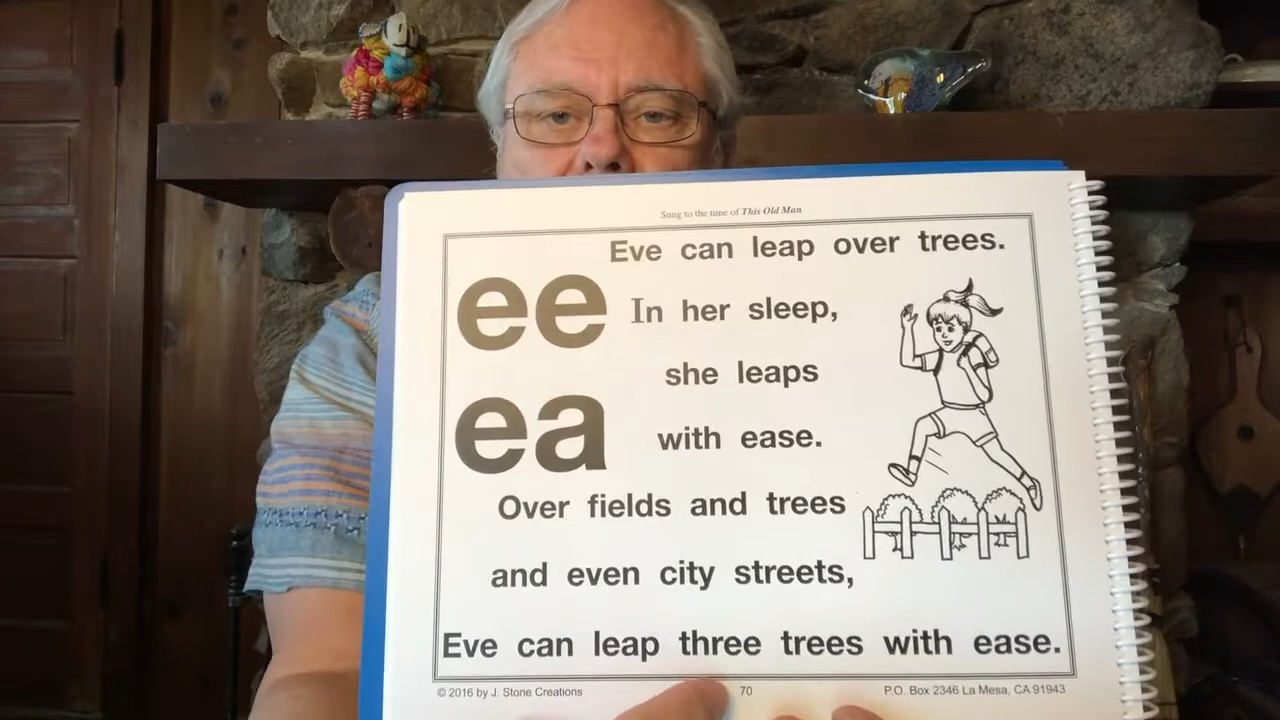 Sung to the tune of This Old Man
Eve can leap over trees.
ee
In her sleep,
she leaps
ea
with ease.
Over fields and trees
and even city streets,
Eve can leap three trees with ease.
© 2016 by J. Stone Creations
70
P.O. Box 2346 La Mesa, CA 91943